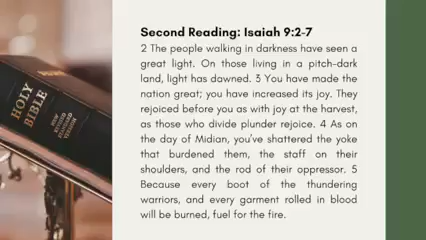 HOLY
BIBLE
NEW
REVISED
STANDARD
VERSION
Second Reading: Isaiah 9:2-7
2 The people walking in darkness have seen a
great light. On those living in a pitch-dark
land, light has dawned. 3 You have made the
nation great; you have increased its joy. They
rejoiced before you as with joy at the harvest,
as those who divide plunder rejoice. 4 As on
the day of Midian, you've shattered the yoke
that burdened them, the staff on their
shoulders, and the rod of their oppressor. 5
Because every boot of the thundering
warriors, and every garment rolled in blood
will be burned, fuel for the fire.